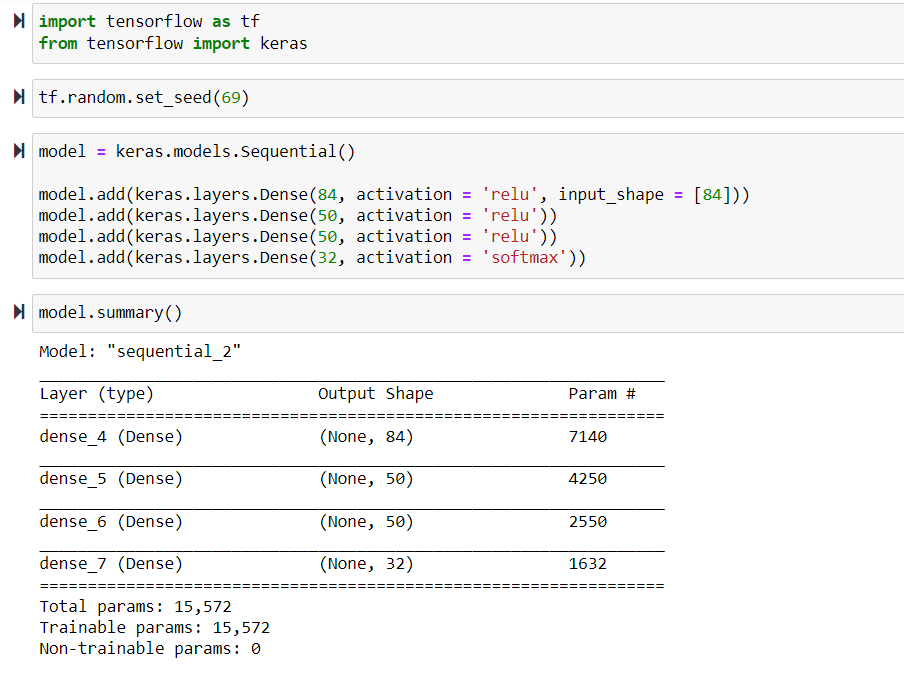 import tensorflow as tf
from tensorflow import keras
tf.random.set_seed(69)
model = keras.models.Sequential()
model.add(keras.layers.Dense(84, activation = 'relu', input_shape = [84]))
model.add(keras.layers.Dense(50, activation = 'relu'))
model.add(keras.layers.Dense(50, activation = 'relu'))
model.add(keras.layers.Dense(32, activation = 'softmax'))
model.summary()
Model: "sequential_2"
_________________________________________________________________
Layer (type)                 Output Shape              Param #
=================================================================
dense_4 (Dense)              (None, 84)                7140
_________________________________________________________________
dense_5 (Dense)              (None, 50)                4250
_________________________________________________________________
dense_6 (Dense)              (None, 50)                2550
_________________________________________________________________
dense_7 (Dense)              (None, 32)                1632
=================================================================
Total params: 15,572
Trainable params: 15,572
Non-trainable params: 0